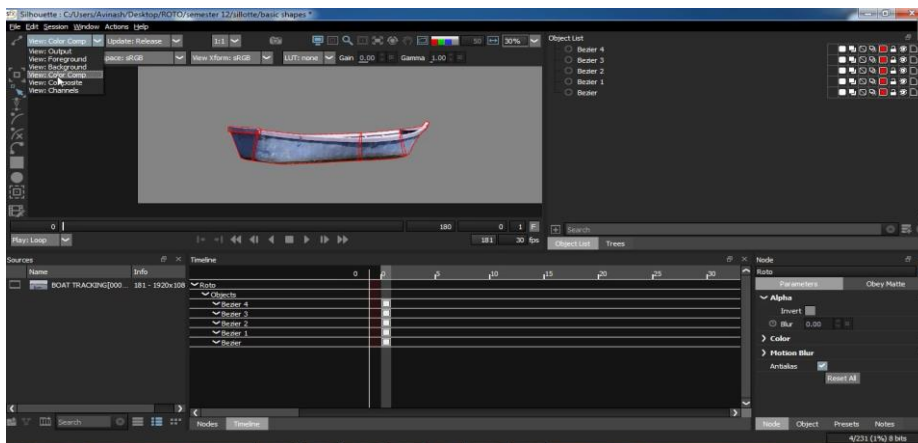 Silhouette : C:/Users/Avinash/Desktop/ROTO/semester 12/sillotte/basic shapes *
File Edit Session Window Actions Help
View: Color Comp Update: Release 1:1 50 30%
View: Output
View: Foreground
View: Background
View: Color Comp
View: Composite
View: Channels
pace: sRGB View Xform: sRGB LUT: none Gain 0.00 Gamma 1.00
Object List
Bezier 4
Bezier 3
Bezier 2
Bezier 1
Bezier
0 180 0 1 F
Search
Play: Loop 181 30 fps
Object List Trees
Sources
Name Info
BOAT TRACKING[000... 181 - 1920x108
Timeline
0 0 5 10 15 20 25 30
Roto
Objects
Bezier 4
Bezier 3
Bezier 2
Bezier 1
Bezier
Node
Roto
Parameters Obey Matte
Alpha
Invert
Blur 0.00
Color
Motion Blur
Antialias
Reset All
Search
Nodes Timeline
Node Object Presets Notes
4/231 (1%) 8 bits